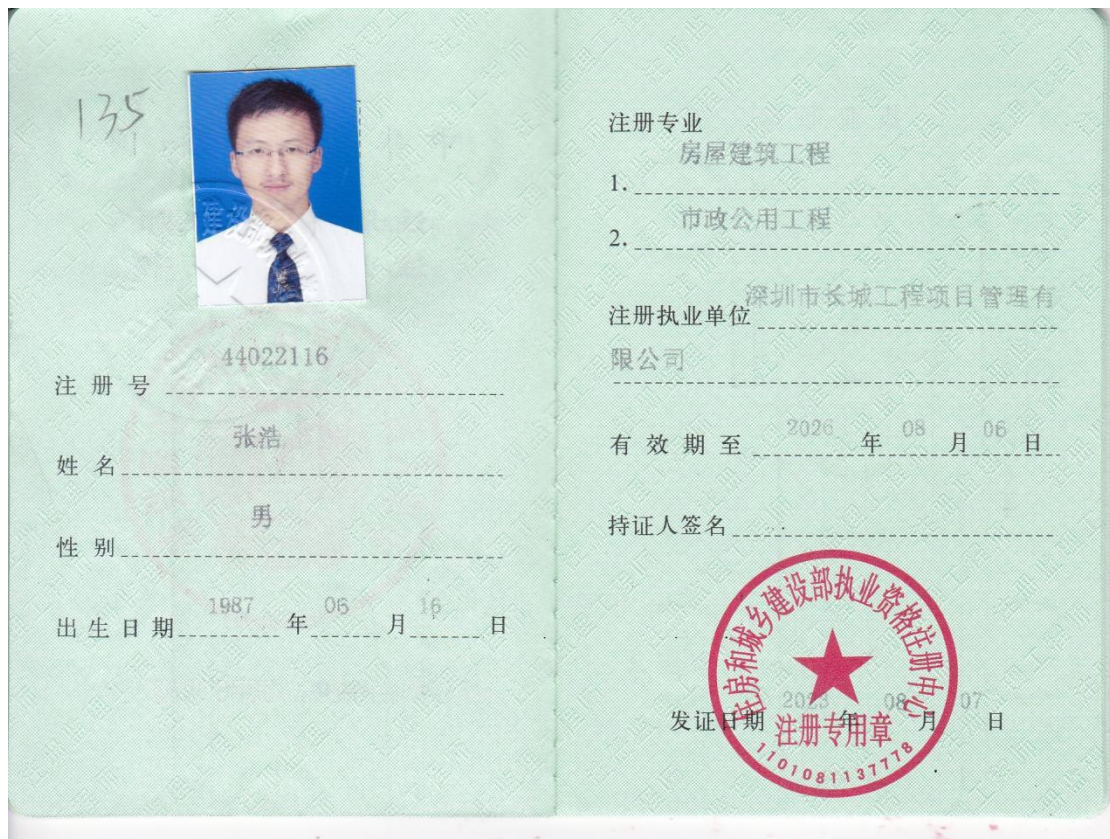 135
注册号 44022116
姓名 张浩
性别 男
出生日期 1987 年 06 月 16 日
注册专业
1. 房屋建筑工程
2. 市政公用工程
注册执业单位 深圳市长城工程项目管理有
限公司
有效期至 2026 年 08 月 06 日
持证人签名
住房和城乡建设部执业资格注册中心
发证日期 2023 年 08 月 07 日
注册专用章
1101081137778